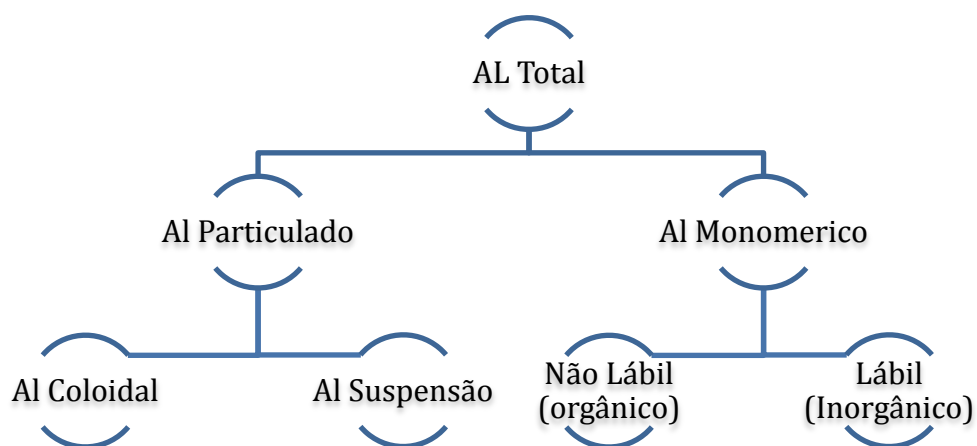 AL Total
Al Particulado
Al Monomerico
Al Coloidal
Al Suspensão
Não Lábil
(orgânico)
Lábil
(Inorgânico)